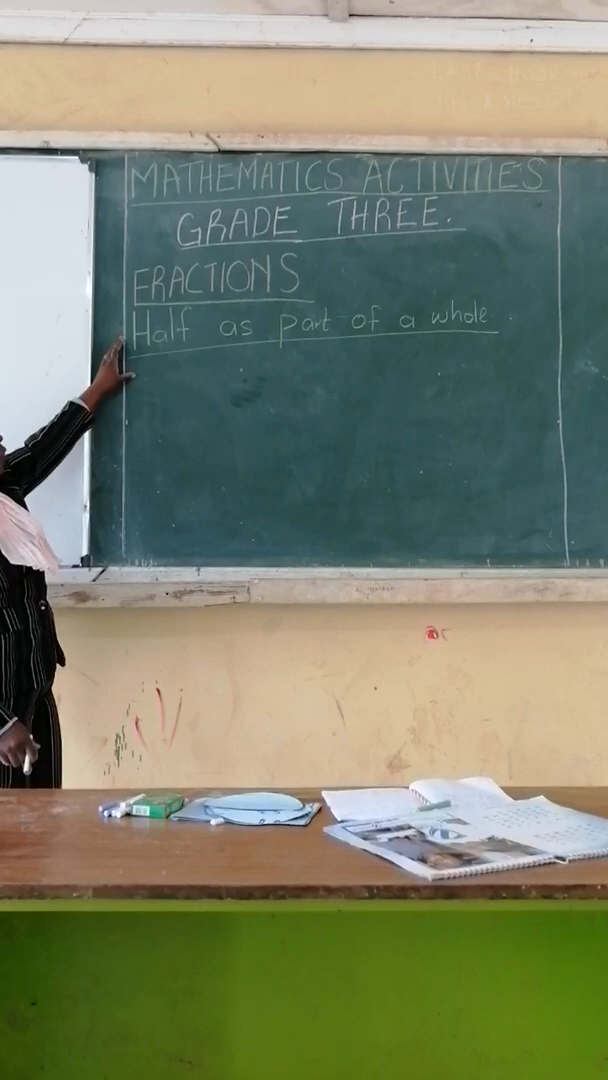 MATHEMATICS ACTIVITIES
GRADE THREE.
FRACTIONS
Half as part of a whole.